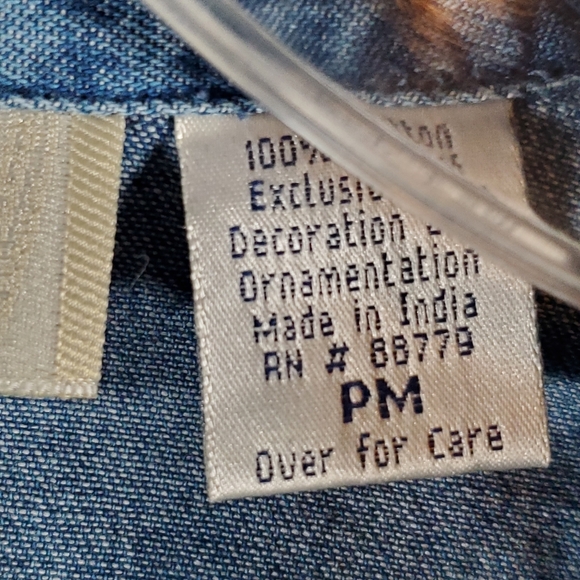 100%
Decoration
Ornamentation
Made in India
RN # 88779
PM
Over for Care